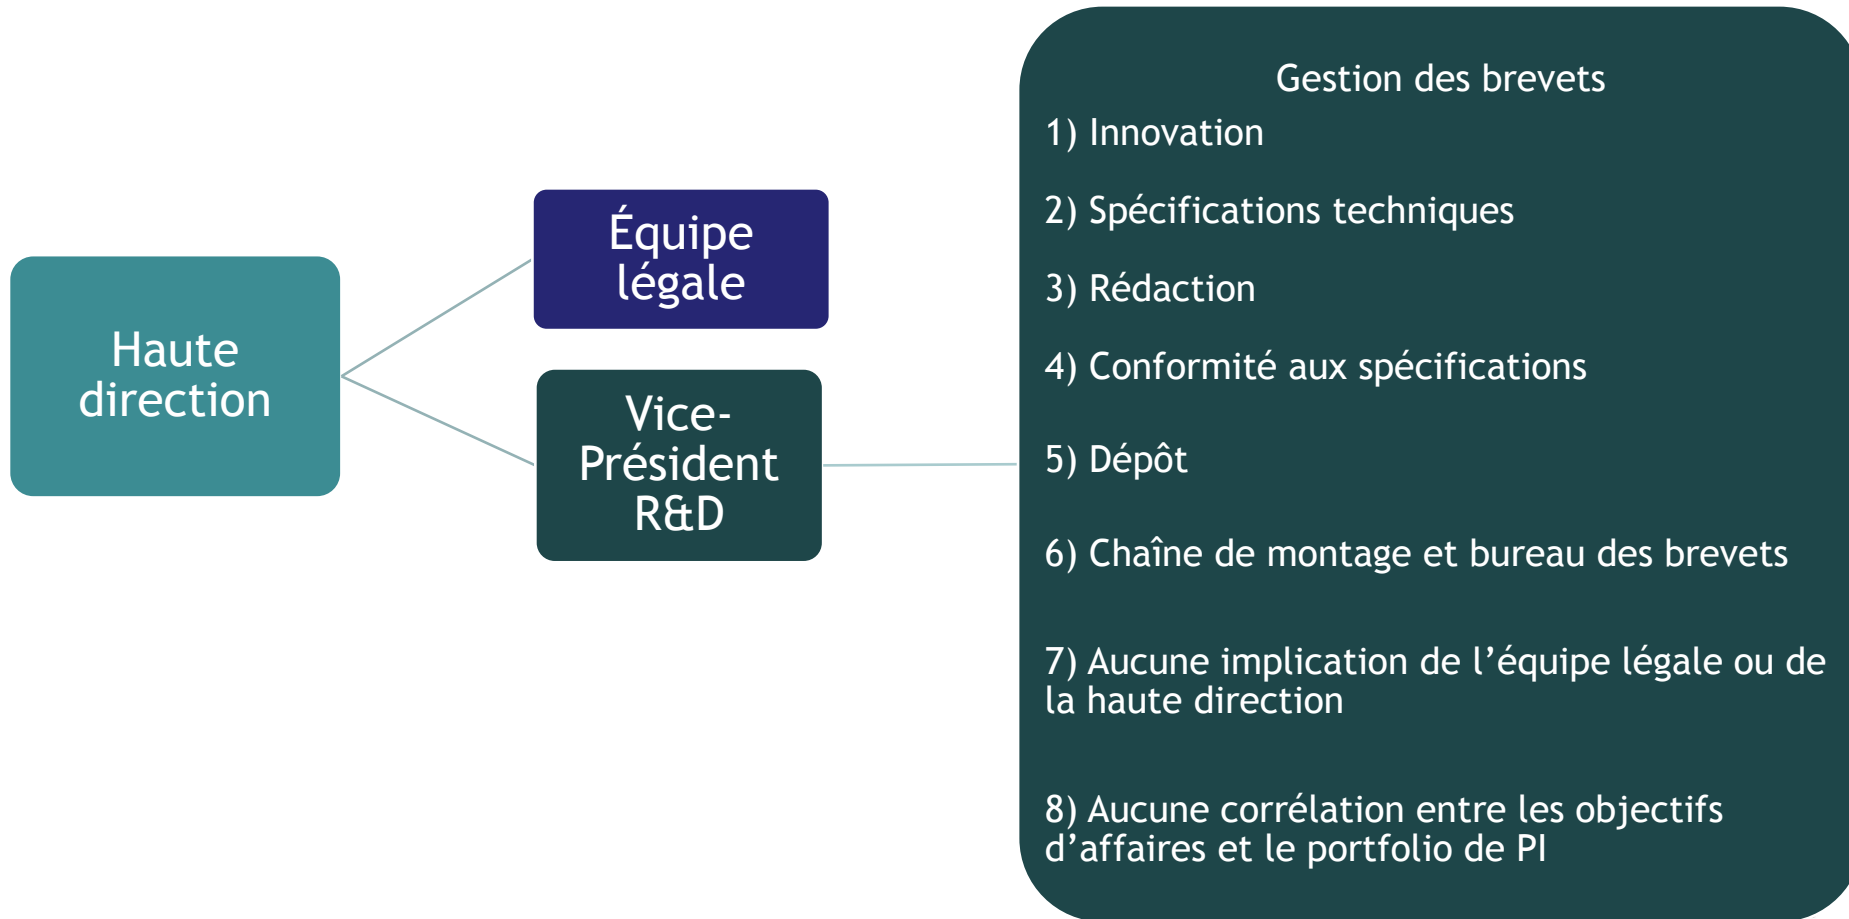 Haute
direction
Équipe
légale
Vice-
Président
R&D
Gestion des brevets
1) Innovation
2) Spécifications techniques
3) Rédaction
4) Conformité aux spécifications
5) Dépôt
6) Chaîne de montage et bureau des brevets
7) Aucune implication de l’équipe légale ou de
la haute direction
8) Aucune corrélation entre les objectifs
d’affaires et le portfolio de PI